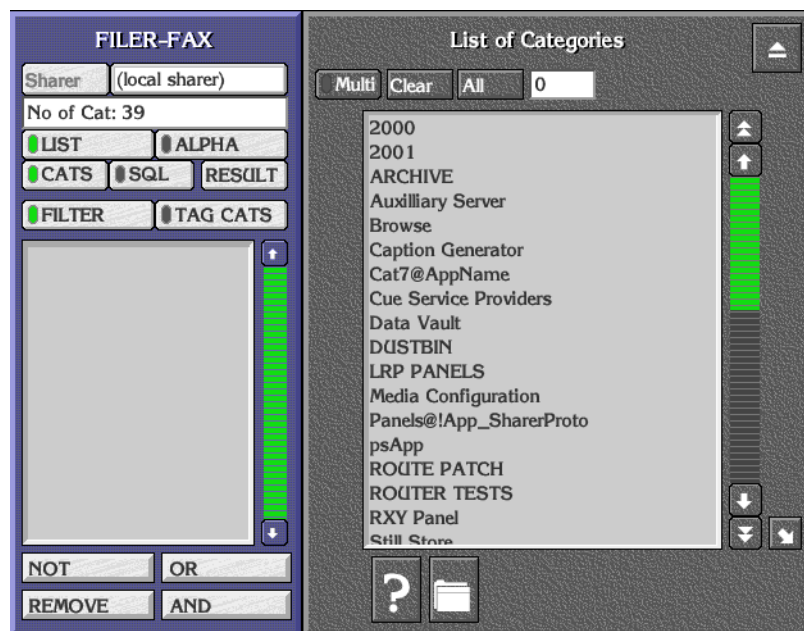 FILER-FAX
Sharer (local sharer)
No of Cat: 39
LIST ALPHA
CATS SQL RESULT
FILTER TAG CATS
NOT OR
REMOVE AND
List of Categories
Multi Clear All 0
2000
2001
ARCHIVE
Auxilliary Server
Browse
Caption Generator
Cat7@AppName
Cue Service Providers
Data Vault
DUSTBIN
LRP PANELS
Media Configuration
Panels@!App_SharerProto
psApp
ROUTE PATCH
ROUTER TESTS
RXY Panel
Still Store
?